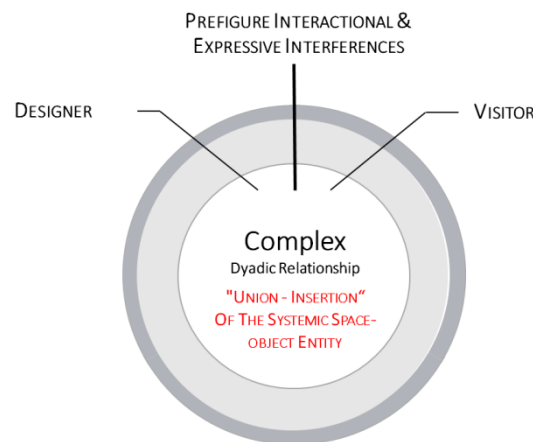 PREFIGURE INTERACTIONAL &
EXPRESSIVE INTERFERENCES
DESIGNER
VISITOR
Complex
Dyadic Relationship
"UNION - INSERTION“
OF THE SYSTEMIC SPACE-
OBJECT ENTITY